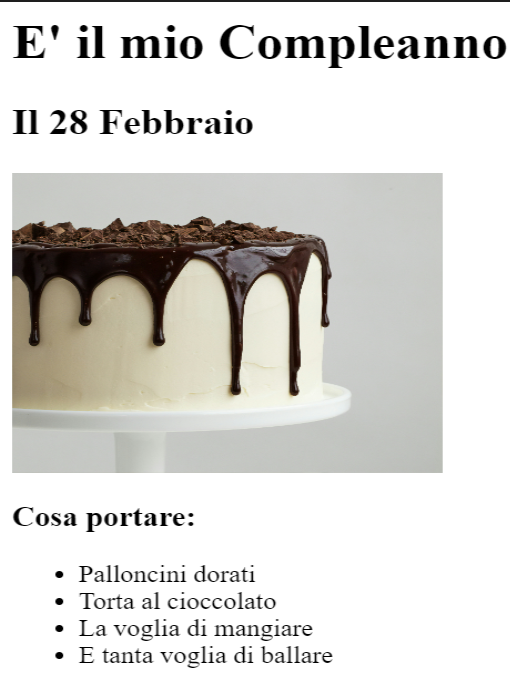 E' il mio Compleanno
Il 28 Febbraio
Cosa portare:
Palloncini dorati
Torta al cioccolato
La voglia di mangiare
E tanta voglia di ballare